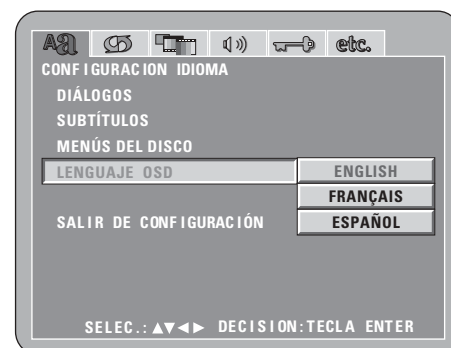 Aa etc.
CONFIGURACION IDIOMA
DIÁLOGOS
SUBTÍTULOS
MENÚS DEL DISCO
LENGUAJE OSD ENGLISH
FRANÇAIS
SALIR DE CONFIGURACIÓN ESPAÑOL
SELEC.:▲▼◄► DECISION:TECLA ENTER